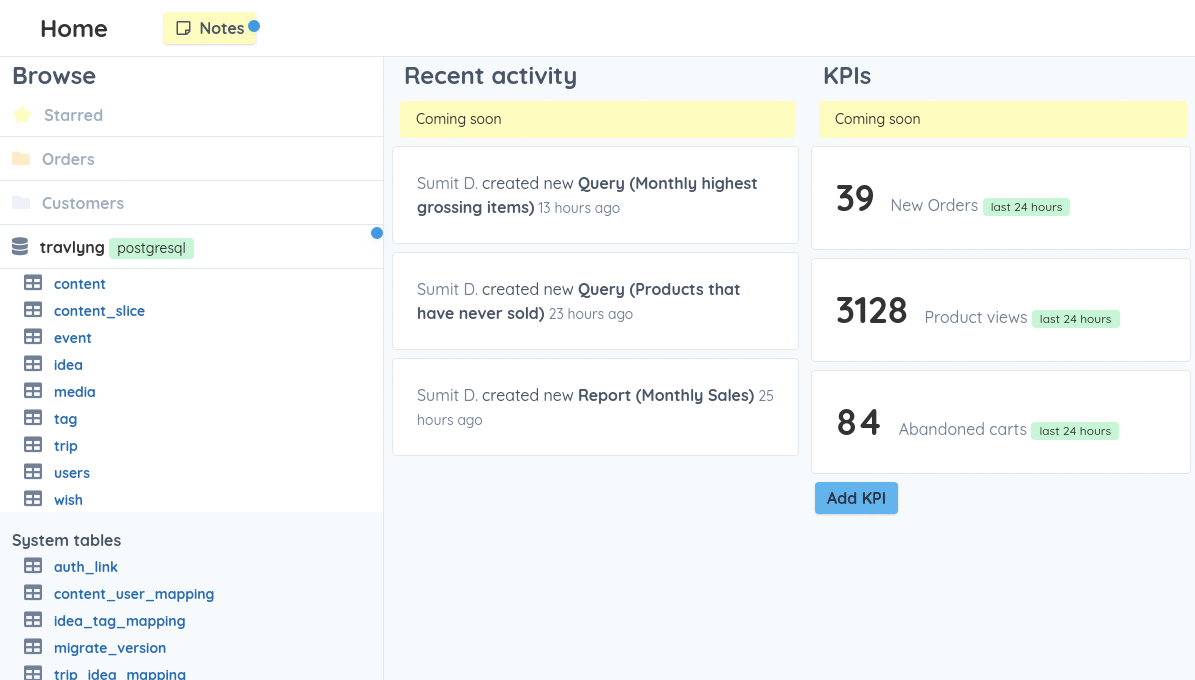 Home
Notes
Browse
Starred
Orders
Customers
travlyng postgresql
content
content_slice
event
idea
media
tag
trip
users
wish
System tables
auth_link
content_user_mapping
idea_tag_mapping
migrate_version
trip_idea_mapping
Recent activity
Coming soon
Sumit D. created new Query (Monthly highest
grossing items) 13 hours ago
Sumit D. created new Query (Products that
have never sold) 23 hours ago
Sumit D. created new Report (Monthly Sales) 25
hours ago
KPIs
Coming soon
39 New Orders last 24 hours
3128 Product views last 24 hours
84 Abandoned carts last 24 hours
Add KPI